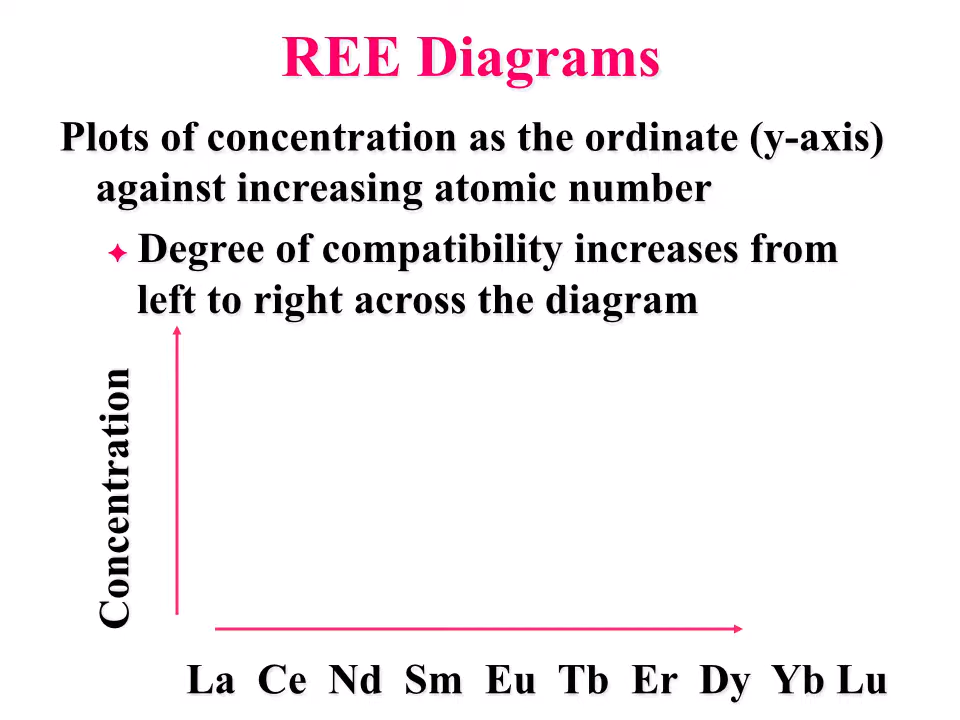 REE Diagrams
Plots of concentration as the ordinate (y-axis)
against increasing atomic number
✦ Degree of compatibility increases from
left to right across the diagram
Concentration
La Ce Nd Sm Eu Tb Er Dy Yb Lu